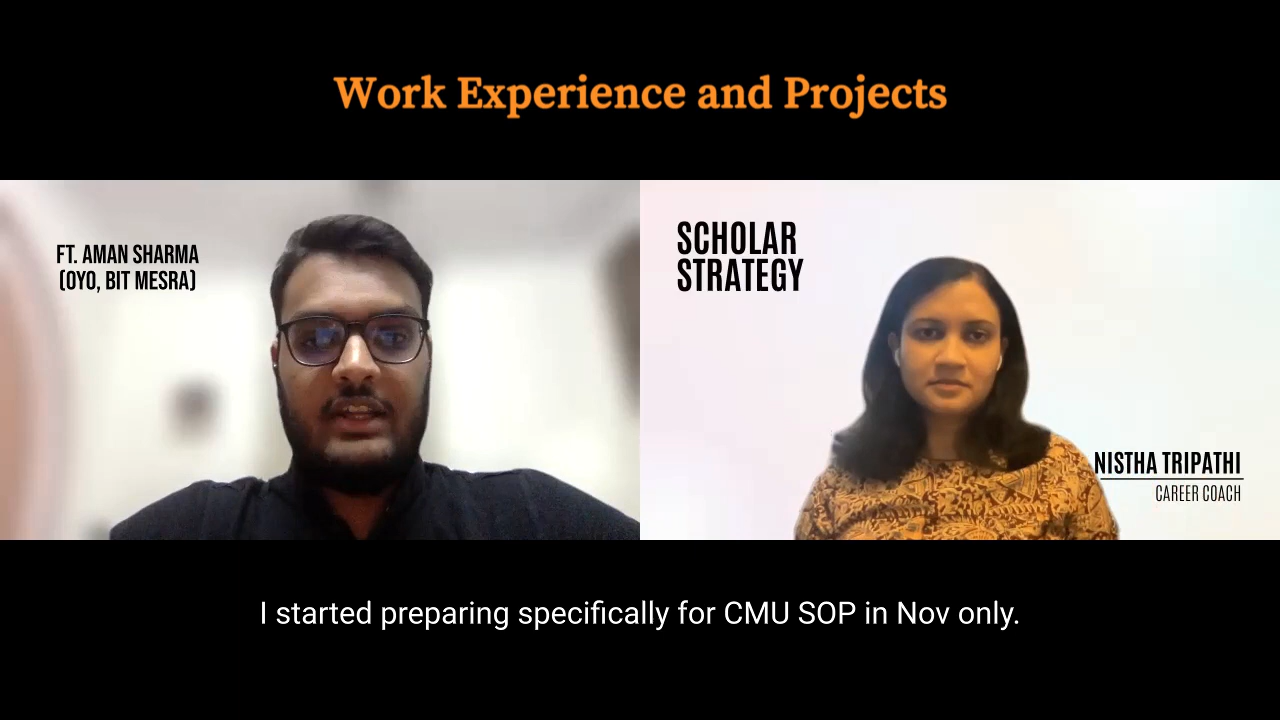 Work Experience and Projects
FT. AMAN SHARMA
(OYO, BIT MESRA)
SCHOLAR
STRATEGY
NISTHA TRIPATHI
CAREER COACH
I started preparing specifically for CMU SOP in Nov only.